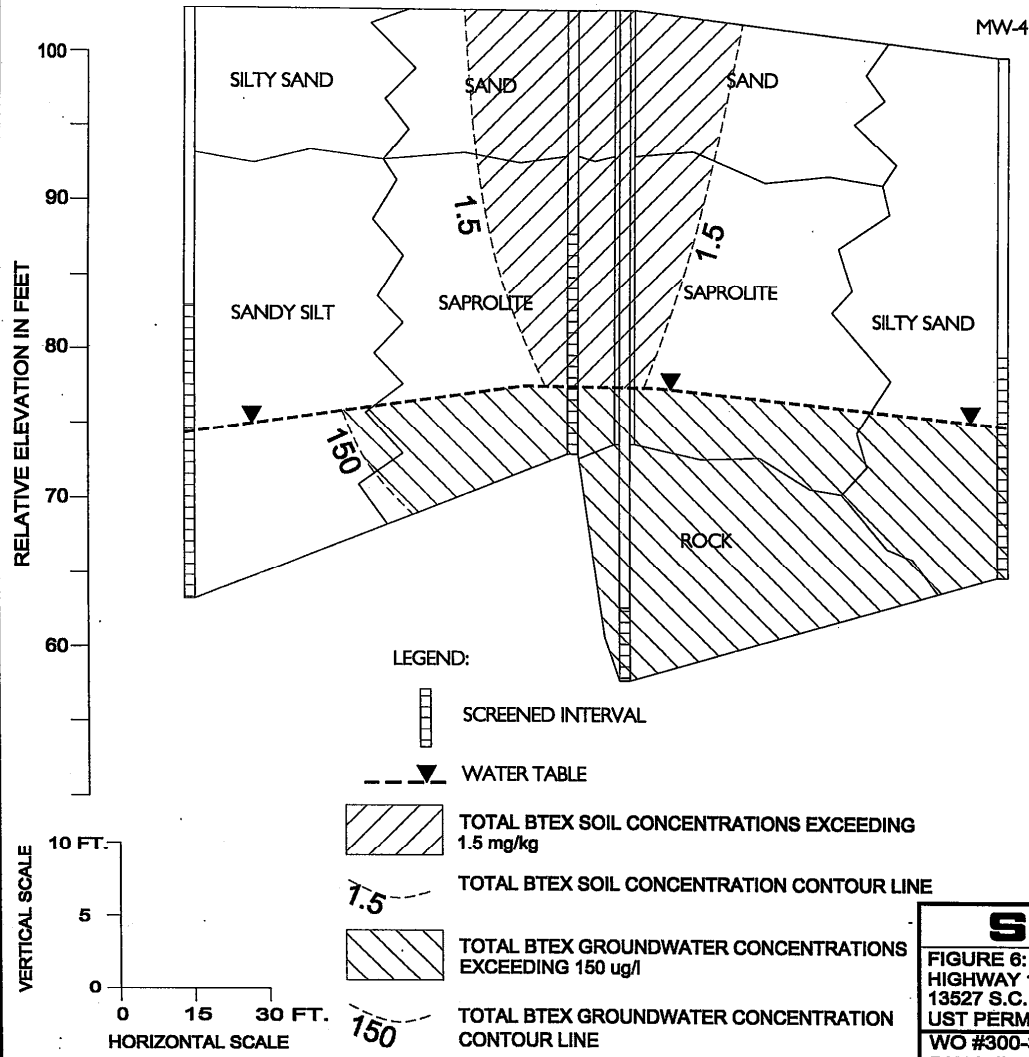 MW-4
100
90
80
70
60
RELATIVE ELEVATION IN FEET
SILTY SAND
SAND
SAND
1.5
1.5
SANDY SILT
SAPROLITE
SAPROLITE
SILTY SAND
150
ROCK
LEGEND:
SCREENED INTERVAL
WATER TABLE
TOTAL BTEX SOIL CONCENTRATIONS EXCEEDING
1.5 mg/kg
1.5
TOTAL BTEX SOIL CONCENTRATION CONTOUR LINE
TOTAL BTEX GROUNDWATER CONCENTRATIONS
EXCEEDING 150 ug/l
150
TOTAL BTEX GROUNDWATER CONCENTRATION
CONTOUR LINE
VERTICAL SCALE
10 FT.
5
0
0 15 30 FT.
HORIZONTAL SCALE
S
FIGURE 6:
HIGHWAY
13527 S.C.
UST PERM
WO #300-